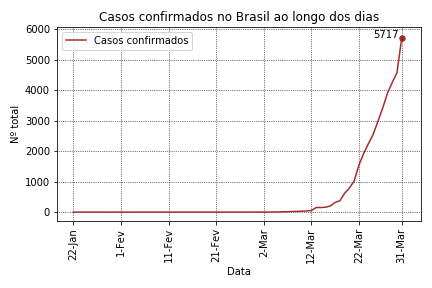 Casos confirmados no Brasil ao longo dos dias
Casos confirmados
5717
Nº total
6000
5000
4000
3000
2000
1000
0
22-Jan
1-Fev
11-Fev
21-Fev
2-Mar
12-Mar
22-Mar
31-Mar
Data